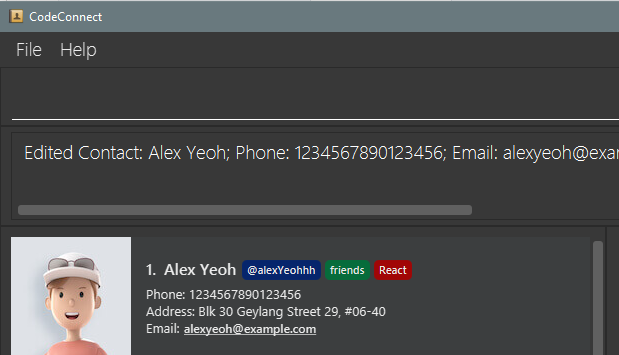 CodeConnect
File Help
Edited Contact: Alex Yeoh; Phone: 1234567890123456; Email: alexyeoh@exa
1. Alex Yeoh @alexYeohhh friends React
Phone: 1234567890123456
Address: Blk 30 Geylang Street 29, #06-40
Email: alexyeoh@example.com